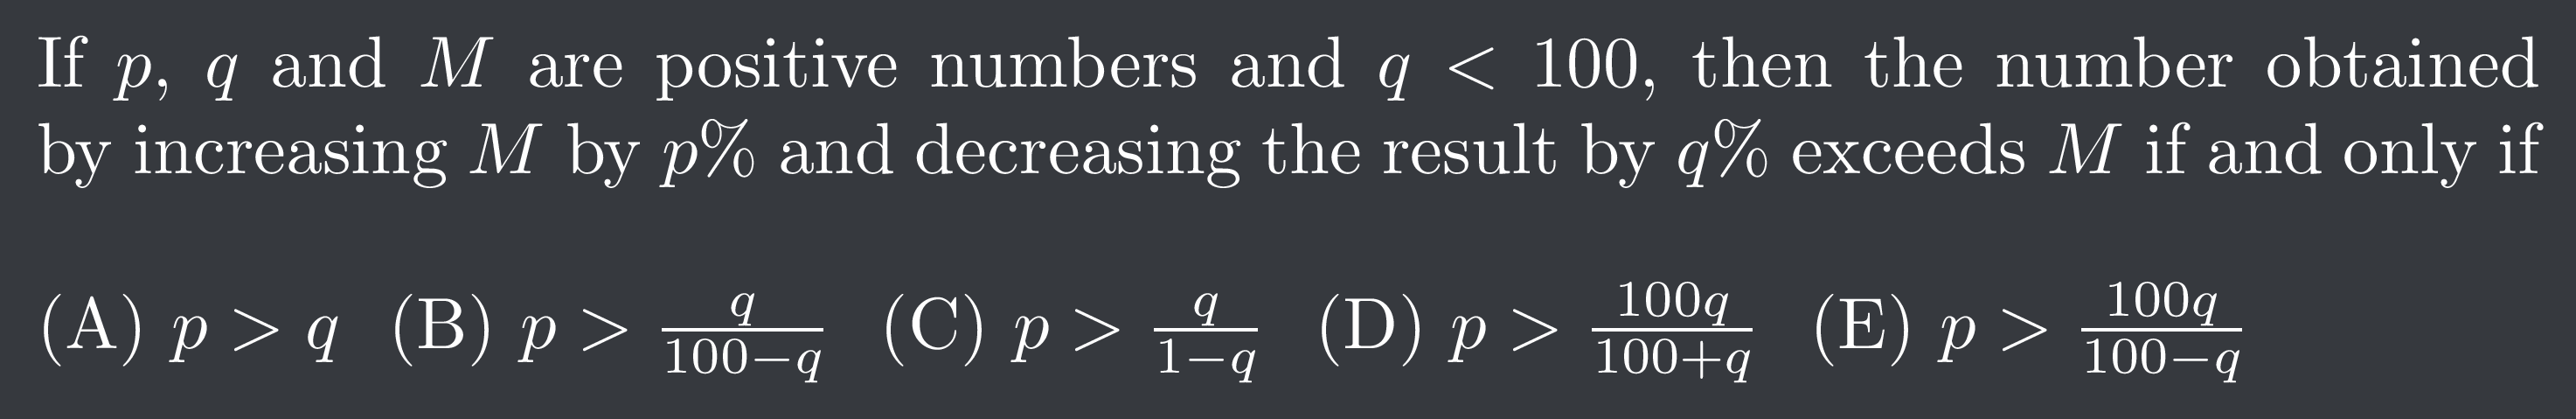 If p, q and M are positive numbers and q < 100, then the number obtained
by increasing M by p% and decreasing the result by q% exceeds M if and only if
(A) p > q (B) p > \frac{q}{100-q} (C) p > \frac{q}{1-q} (D) p > \frac{100q}{100+q} (E) p > \frac{100q}{100-q}